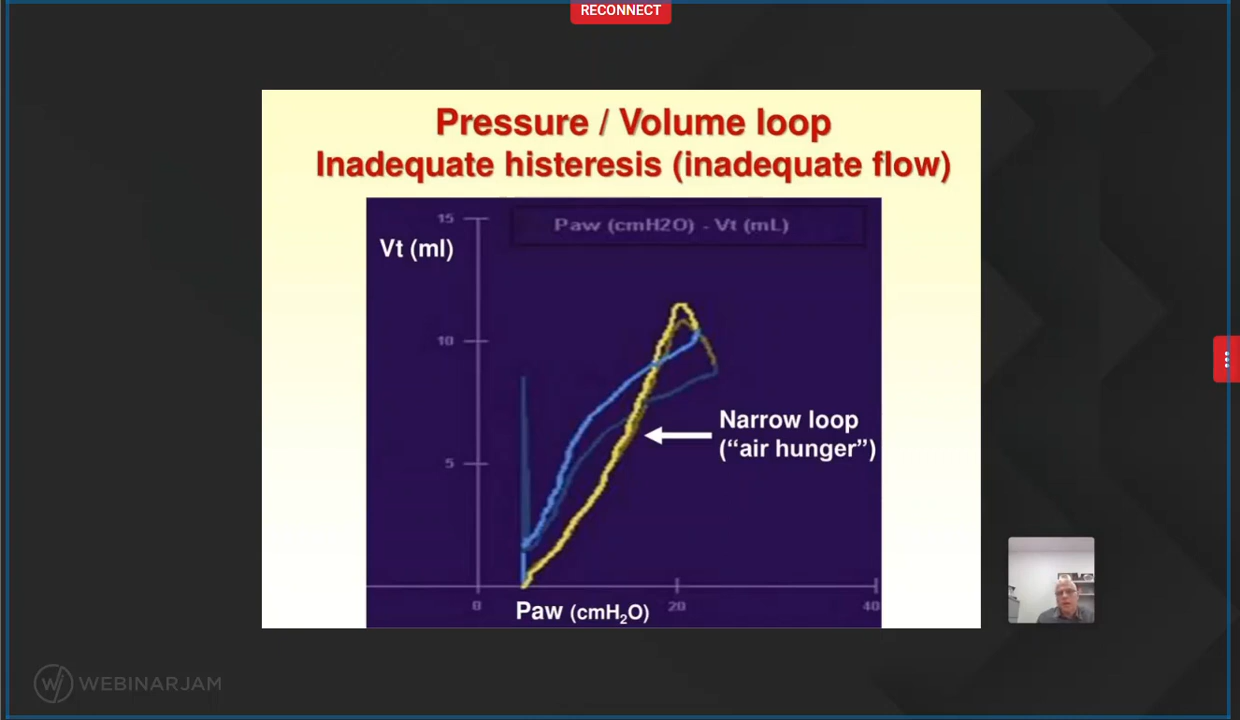 RECONNECT
Pressure / Volume loop
Inadequate histeresis (inadequate flow)
Paw (cmH2O) - Vt (mL)
15
Vt (ml)
10
Narrow loop
(“air hunger”)
5
0
Paw (cmH₂O)
20
40
WEBINARJAM